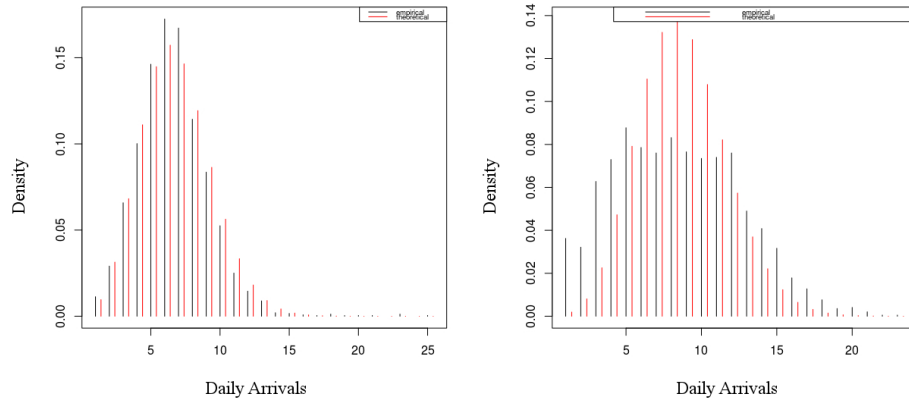 empirical
theoretical
0.15
0.10
0.05
0.00
Density
5
10
15
20
25
Daily Arrivals
empirical
theoretical
0.14
0.12
0.10
0.08
0.06
0.04
0.02
0.00
Density
5
10
15
20
Daily Arrivals